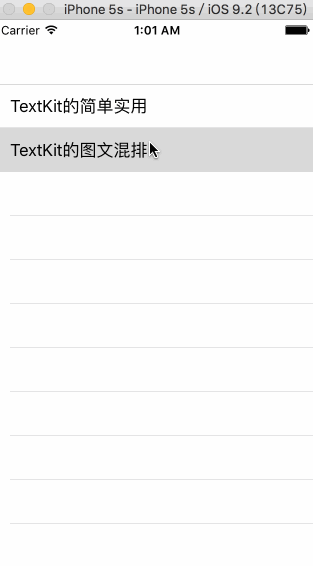 iPhone 5s - iPhone 5s / iOS 9.2 (13C75)
Carrier 1:01 AM
TextKit的简单实用
TextKit的图文混排